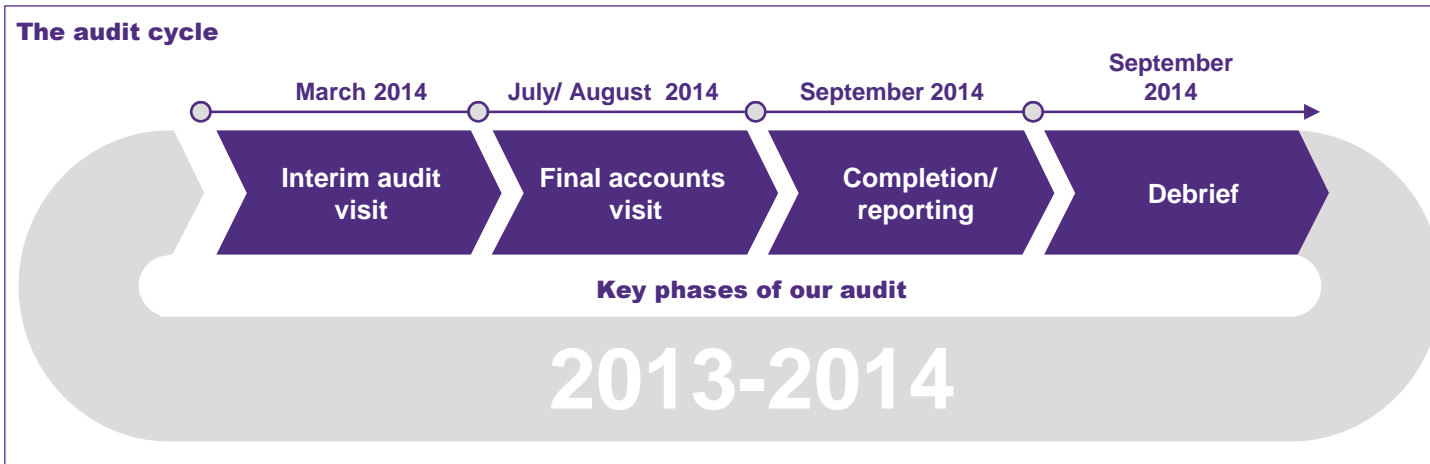 The audit cycle
September
March 2014 July/ August 2014 September 2014 2014
Interim audit
visit
Final accounts
visit
Completion/
reporting
Debrief
Key phases of our audit
2013-2014